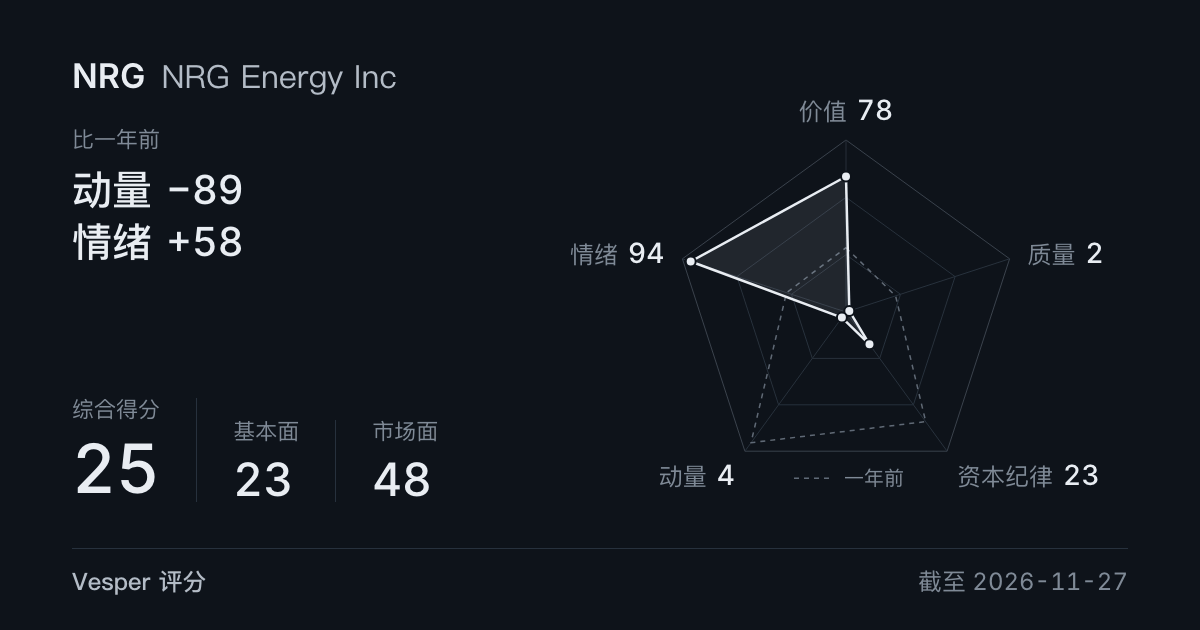 NRG NRG Energy Inc
比一年前
动量 −89
情绪 +58
综合得分
25
基本面
23
市场面
48
价值 78
情绪 94
质量 2
动量 4
一年前
资本纪律 23
Vesper 评分
截至 2026-11-27